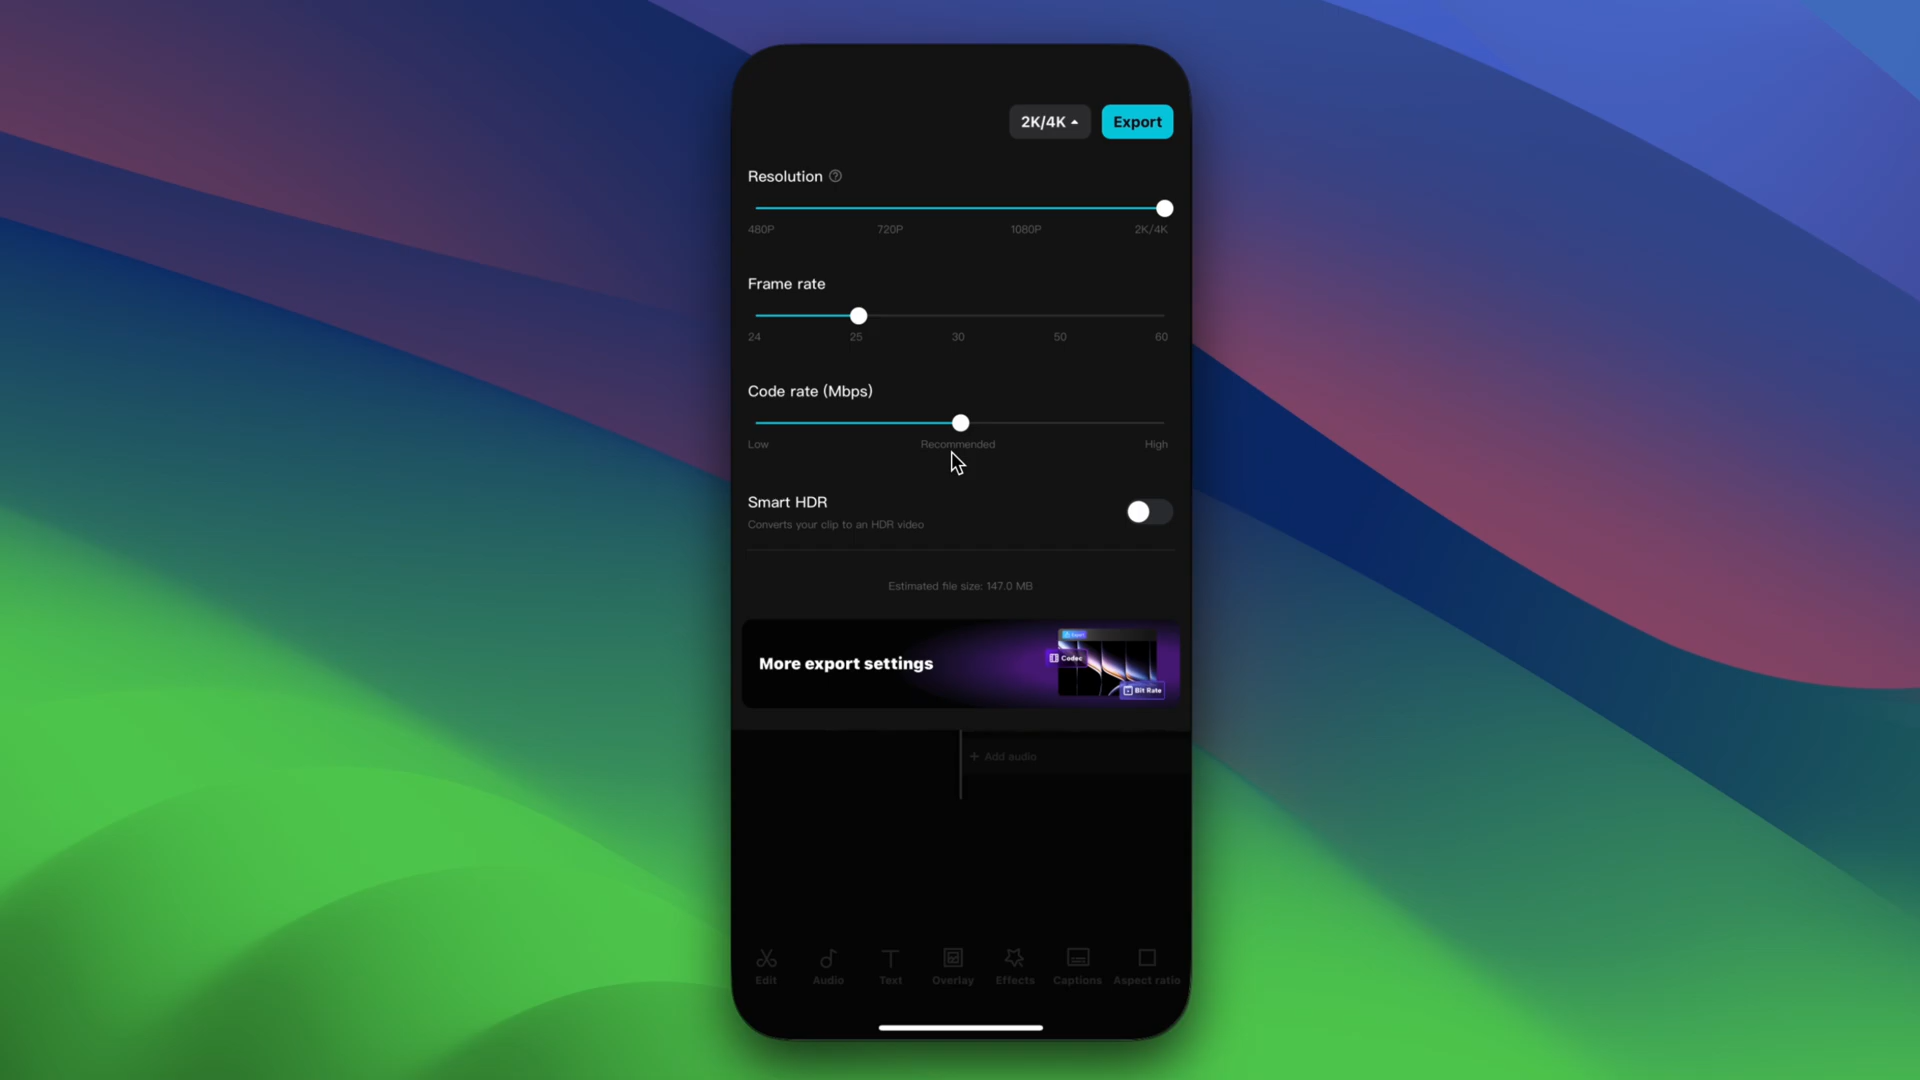 2K/4K
Export
Resolution
480P 720P 1080P 2K/4K
Frame rate
24 25 30 50 60
Code rate (Mbps)
Low Recommended High
Smart HDR
Converts your clip to an HDR video
Estimated file size: 147.0 MB
More export settings
Export
Codec
Bit Rate
+ Add audio
Edit Audio Text Overlay Effects Captions Aspect ratio